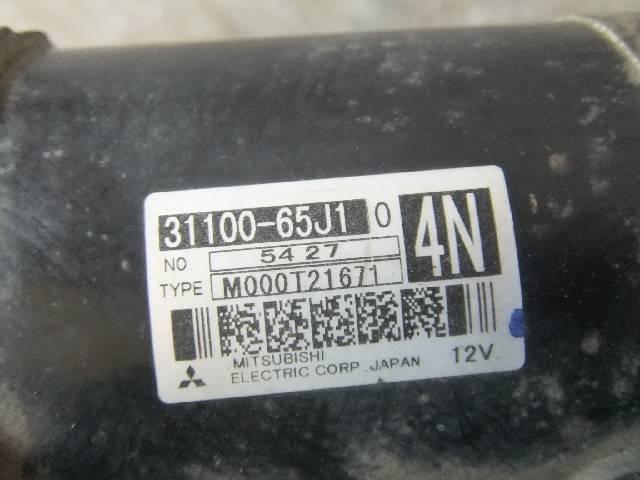 31100-65J1 0
4N
NO 54 27
TYPE M000T21671
MITSUBISHI
ELECTRIC CORP. JAPAN 12V